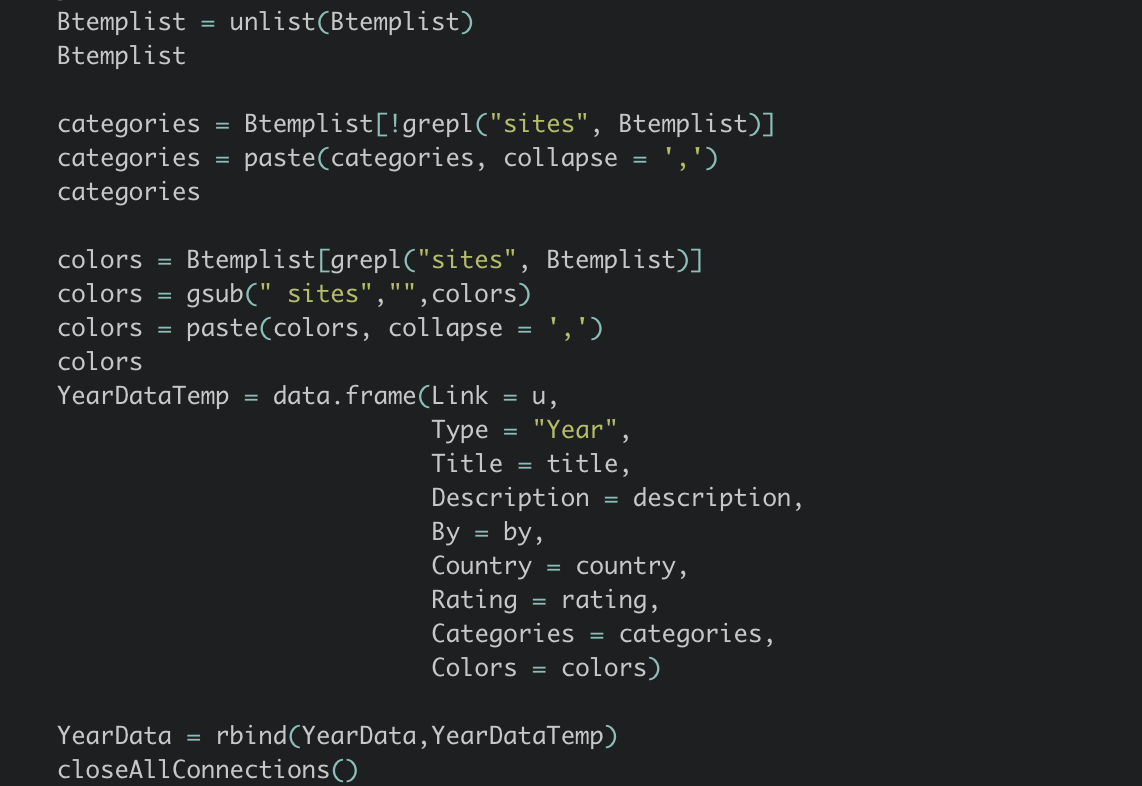 Btemplist = unlist(Btemplist)
Btemplist
categories = Btemplist[!grepl("sites", Btemplist)]
categories = paste(categories, collapse = ',')
categories
colors = Btemplist[grepl("sites", Btemplist)]
colors = gsub(" sites","",colors)
colors = paste(colors, collapse = ',')
colors
YearDataTemp = data.frame(Link = u,
Type = "Year",
Title = title,
Description = description,
By = by,
Country = country,
Rating = rating,
Categories = categories,
Colors = colors)
YearData = rbind(YearData,YearDataTemp)
closeAllConnections()